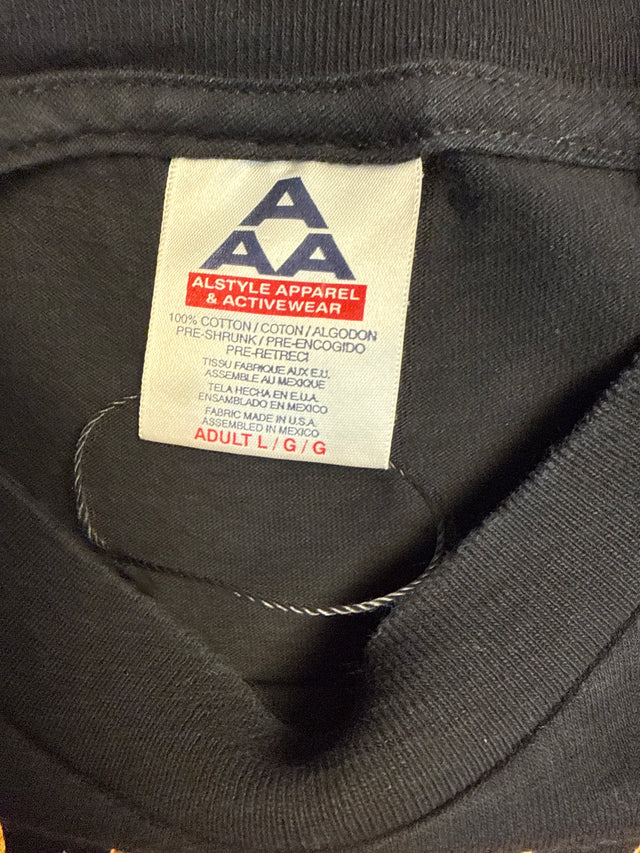 A
AA
ALSTYLE APPAREL
& ACTIVEWEAR
100% COTTON / COTON / ALGODON
PRE-SHRUNK / PRE-ENCOGIDO
PRE-RETRECI
TISSU FABRIQUE AUX E.U.
ASSEMBLE AU MEXIQUE
TELA HECHA EN E.U.A.
ENSAMBLADO EN MEXICO
FABRIC MADE IN U.S.A.
ASSEMBLED IN MEXICO
ADULT L / G / G